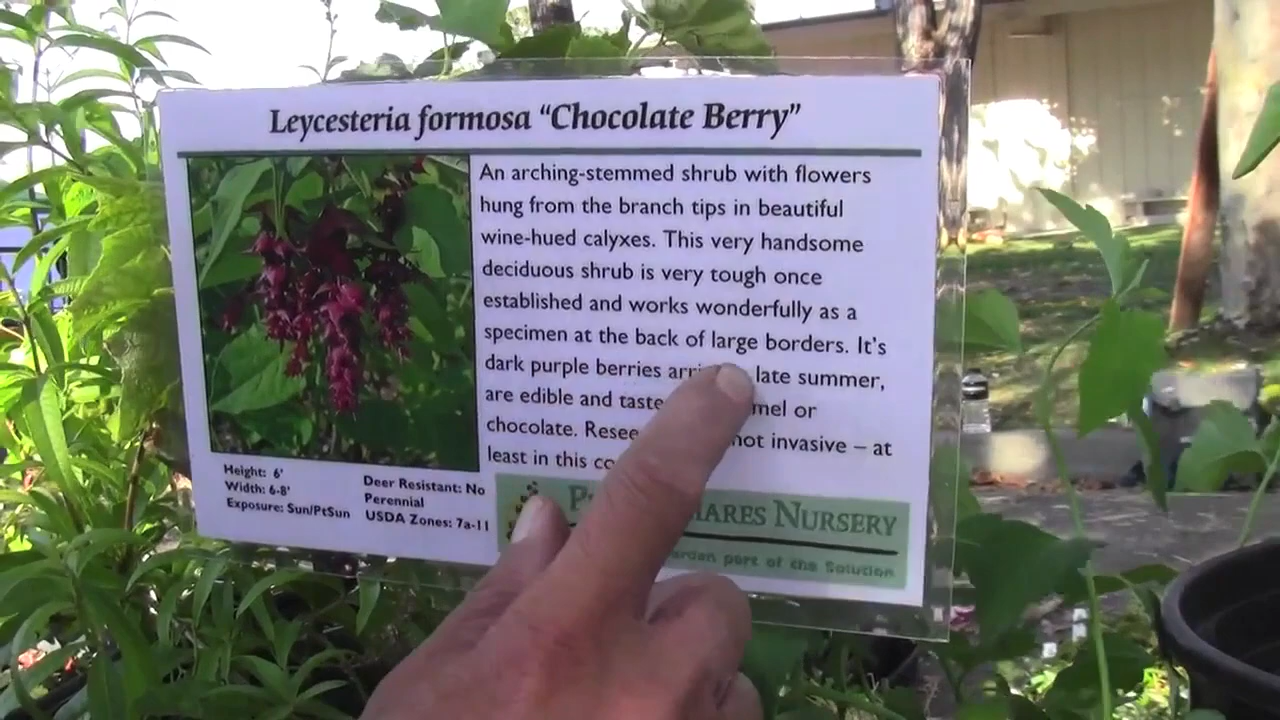 Leycesteria formosa “Chocolate Berry”
An arching-stemmed shrub with flowers
hung from the branch tips in beautiful
wine-hued calyxes. This very handsome
deciduous shrub is very tough once
established and works wonderfully as a
specimen at the back of large borders. It's
dark purple berries late summer,
are edible and taste or
chocolate. not invasive – at
least in this
Height: 6'
Width: 6-8'
Exposure: Sun/PtSun
Deer Resistant: No
Perennial
USDA Zones: 7a-11
NURSERY
part of the Solution